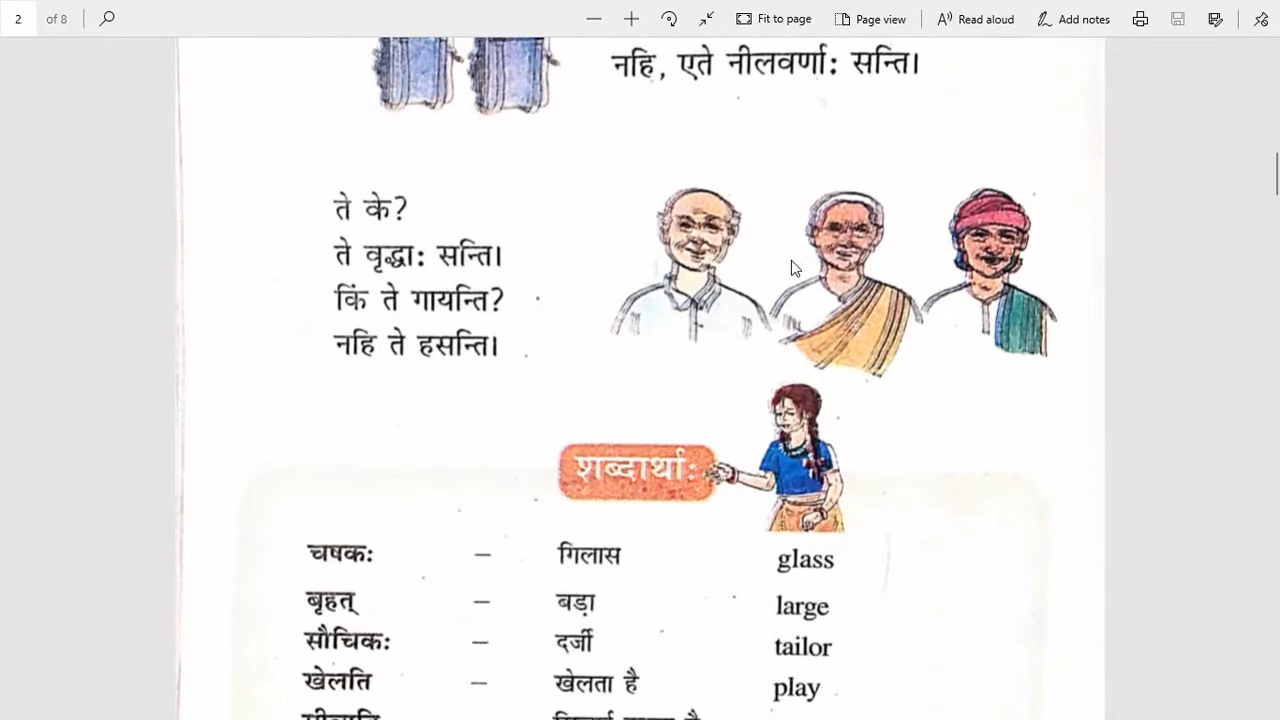 2 of 8 Fit to page Page view Read aloud Add notes
नहि, एते नीलवर्णाः सन्ति।
ते के?
ते वृद्धाः सन्ति।
किं ते गायन्ति?
नहि ते हसन्ति।
शब्दार्थाः
चषकः – गिलास glass
बृहत् – बड़ा large
सौचिकः – दर्जी tailor
खेलति – खेलता है play